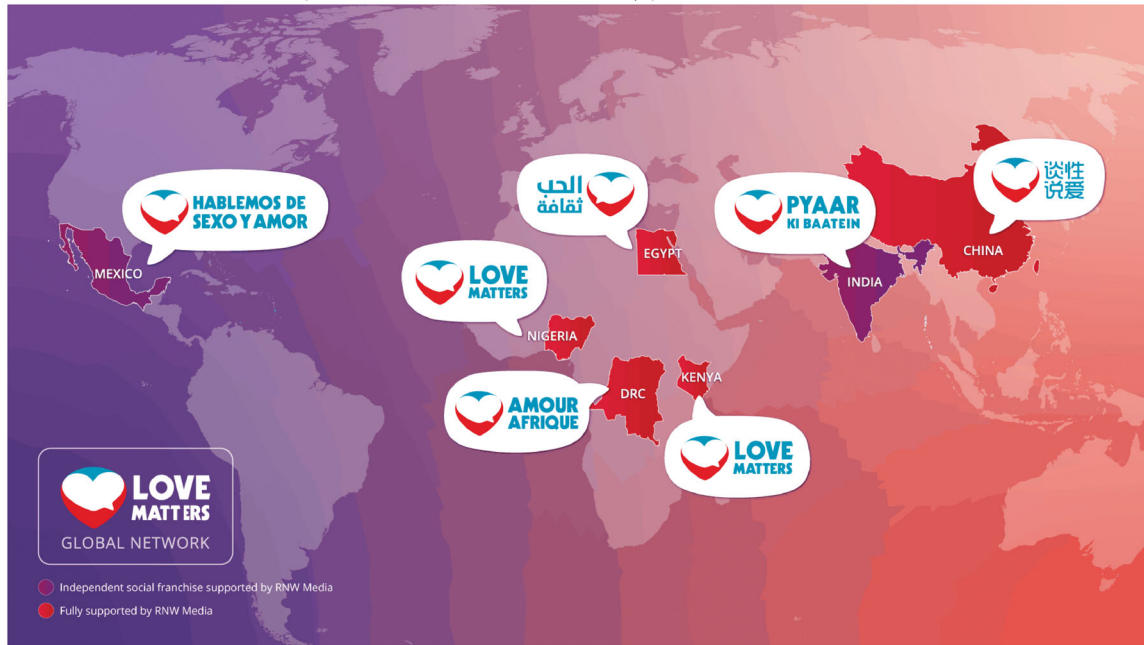 HABLEMOS DE
SEXO Y AMOR
MEXICO
الحب
ثقافة
EGYPT
PYAAR
KI BAATEIN
INDIA
谈性
说爱
CHINA
LOVE
MATTERS
NIGERIA
AMOUR
AFRIQUE
DRC
KENYA
LOVE
MATTERS
LOVE
MATTERS
GLOBAL NETWORK
Independent social franchise supported by RNW Media
Fully supported by RNW Media